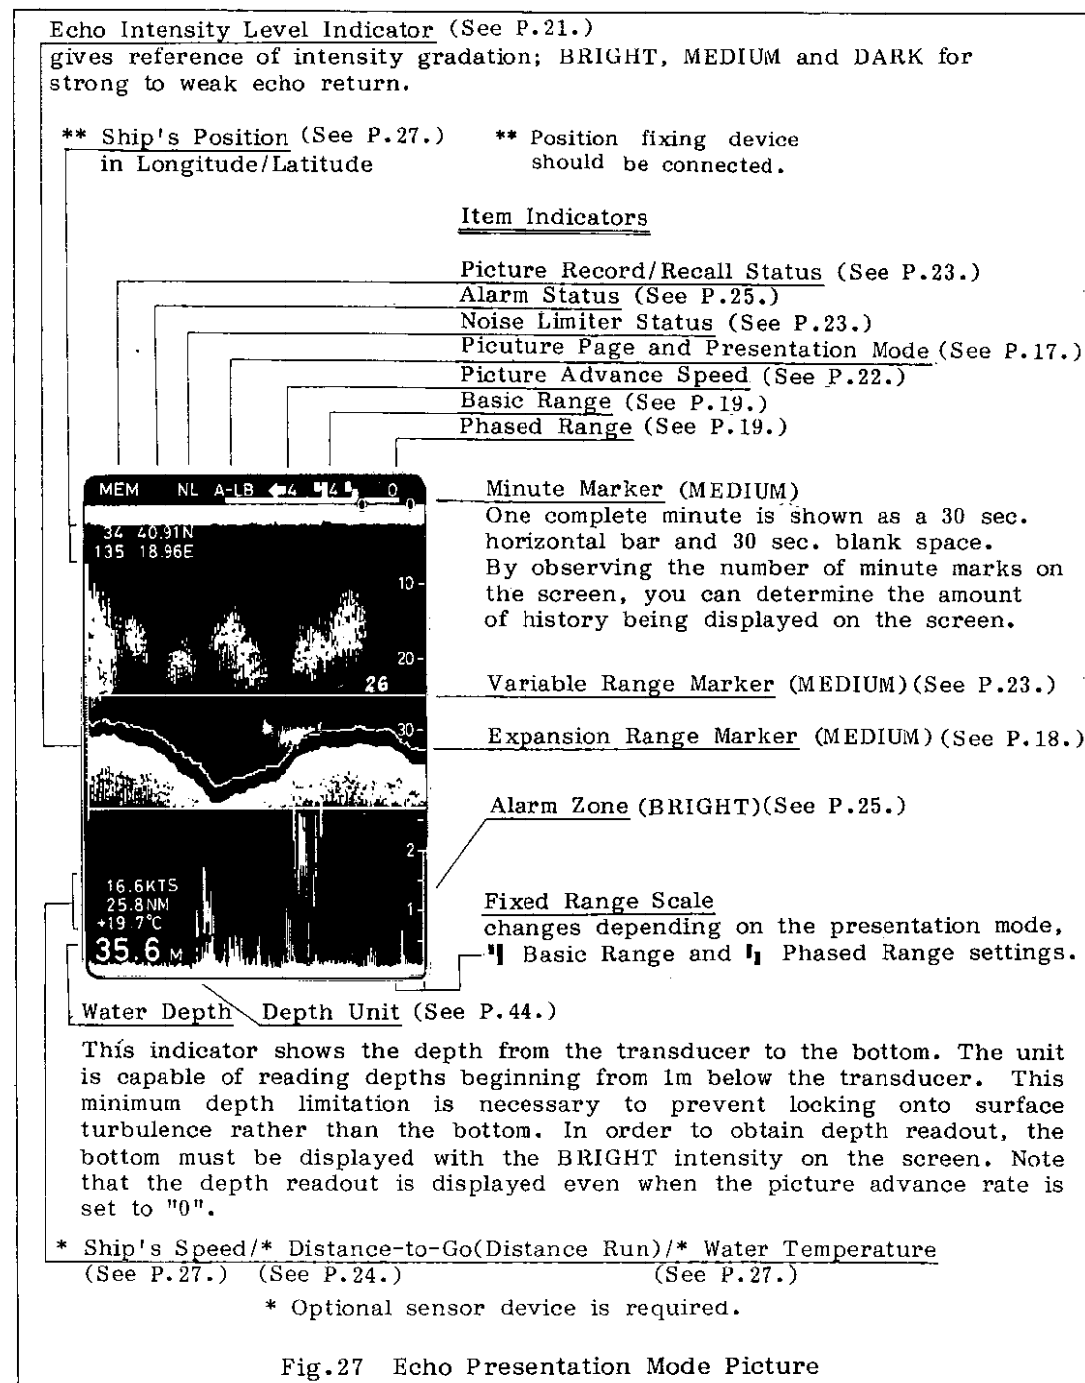 Echo Intensity Level Indicator (See P.21.)
gives reference of intensity gradation; BRIGHT, MEDIUM and DARK for
strong to weak echo return.
** Ship's Position (See P.27.)
in Longitude/Latitude
** Position fixing device
should be connected.
Item Indicators
Picture Record/Recall Status (See P.23.)
Alarm Status (See P.25.)
Noise Limiter Status (See P.23.)
Picuture Page and Presentation Mode (See P.17.)
Picture Advance Speed (See P.22.)
Basic Range (See P.19.)
Phased Range (See P.19.)
MEM NL A-LB 4 4 0
0 0
34 40.91N
135 18.96E
10
20
26
30
2
1
16.6KTS
25.8NM
+19.7°C
35.6 M
Minute Marker (MEDIUM)
One complete minute is shown as a 30 sec.
horizontal bar and 30 sec. blank space.
By observing the number of minute marks on
the screen, you can determine the amount
of history being displayed on the screen.
Variable Range Marker (MEDIUM)(See P.23.)
Expansion Range Marker (MEDIUM)(See P.18.)
Alarm Zone (BRIGHT)(See P.25.)
Fixed Range Scale
changes depending on the presentation mode,
Basic Range and Phased Range settings.
Water Depth Depth Unit (See P.44.)
This indicator shows the depth from the transducer to the bottom. The unit
is capable of reading depths beginning from 1m below the transducer. This
minimum depth limitation is necessary to prevent locking onto surface
turbulence rather than the bottom. In order to obtain depth readout, the
bottom must be displayed with the BRIGHT intensity on the screen. Note
that the depth readout is displayed even when the picture advance rate is
set to "0".
* Ship's Speed/* Distance-to-Go(Distance Run)/* Water Temperature
(See P.27.) (See P.24.) (See P.27.)
* Optional sensor device is required.
Fig.27 Echo Presentation Mode Picture